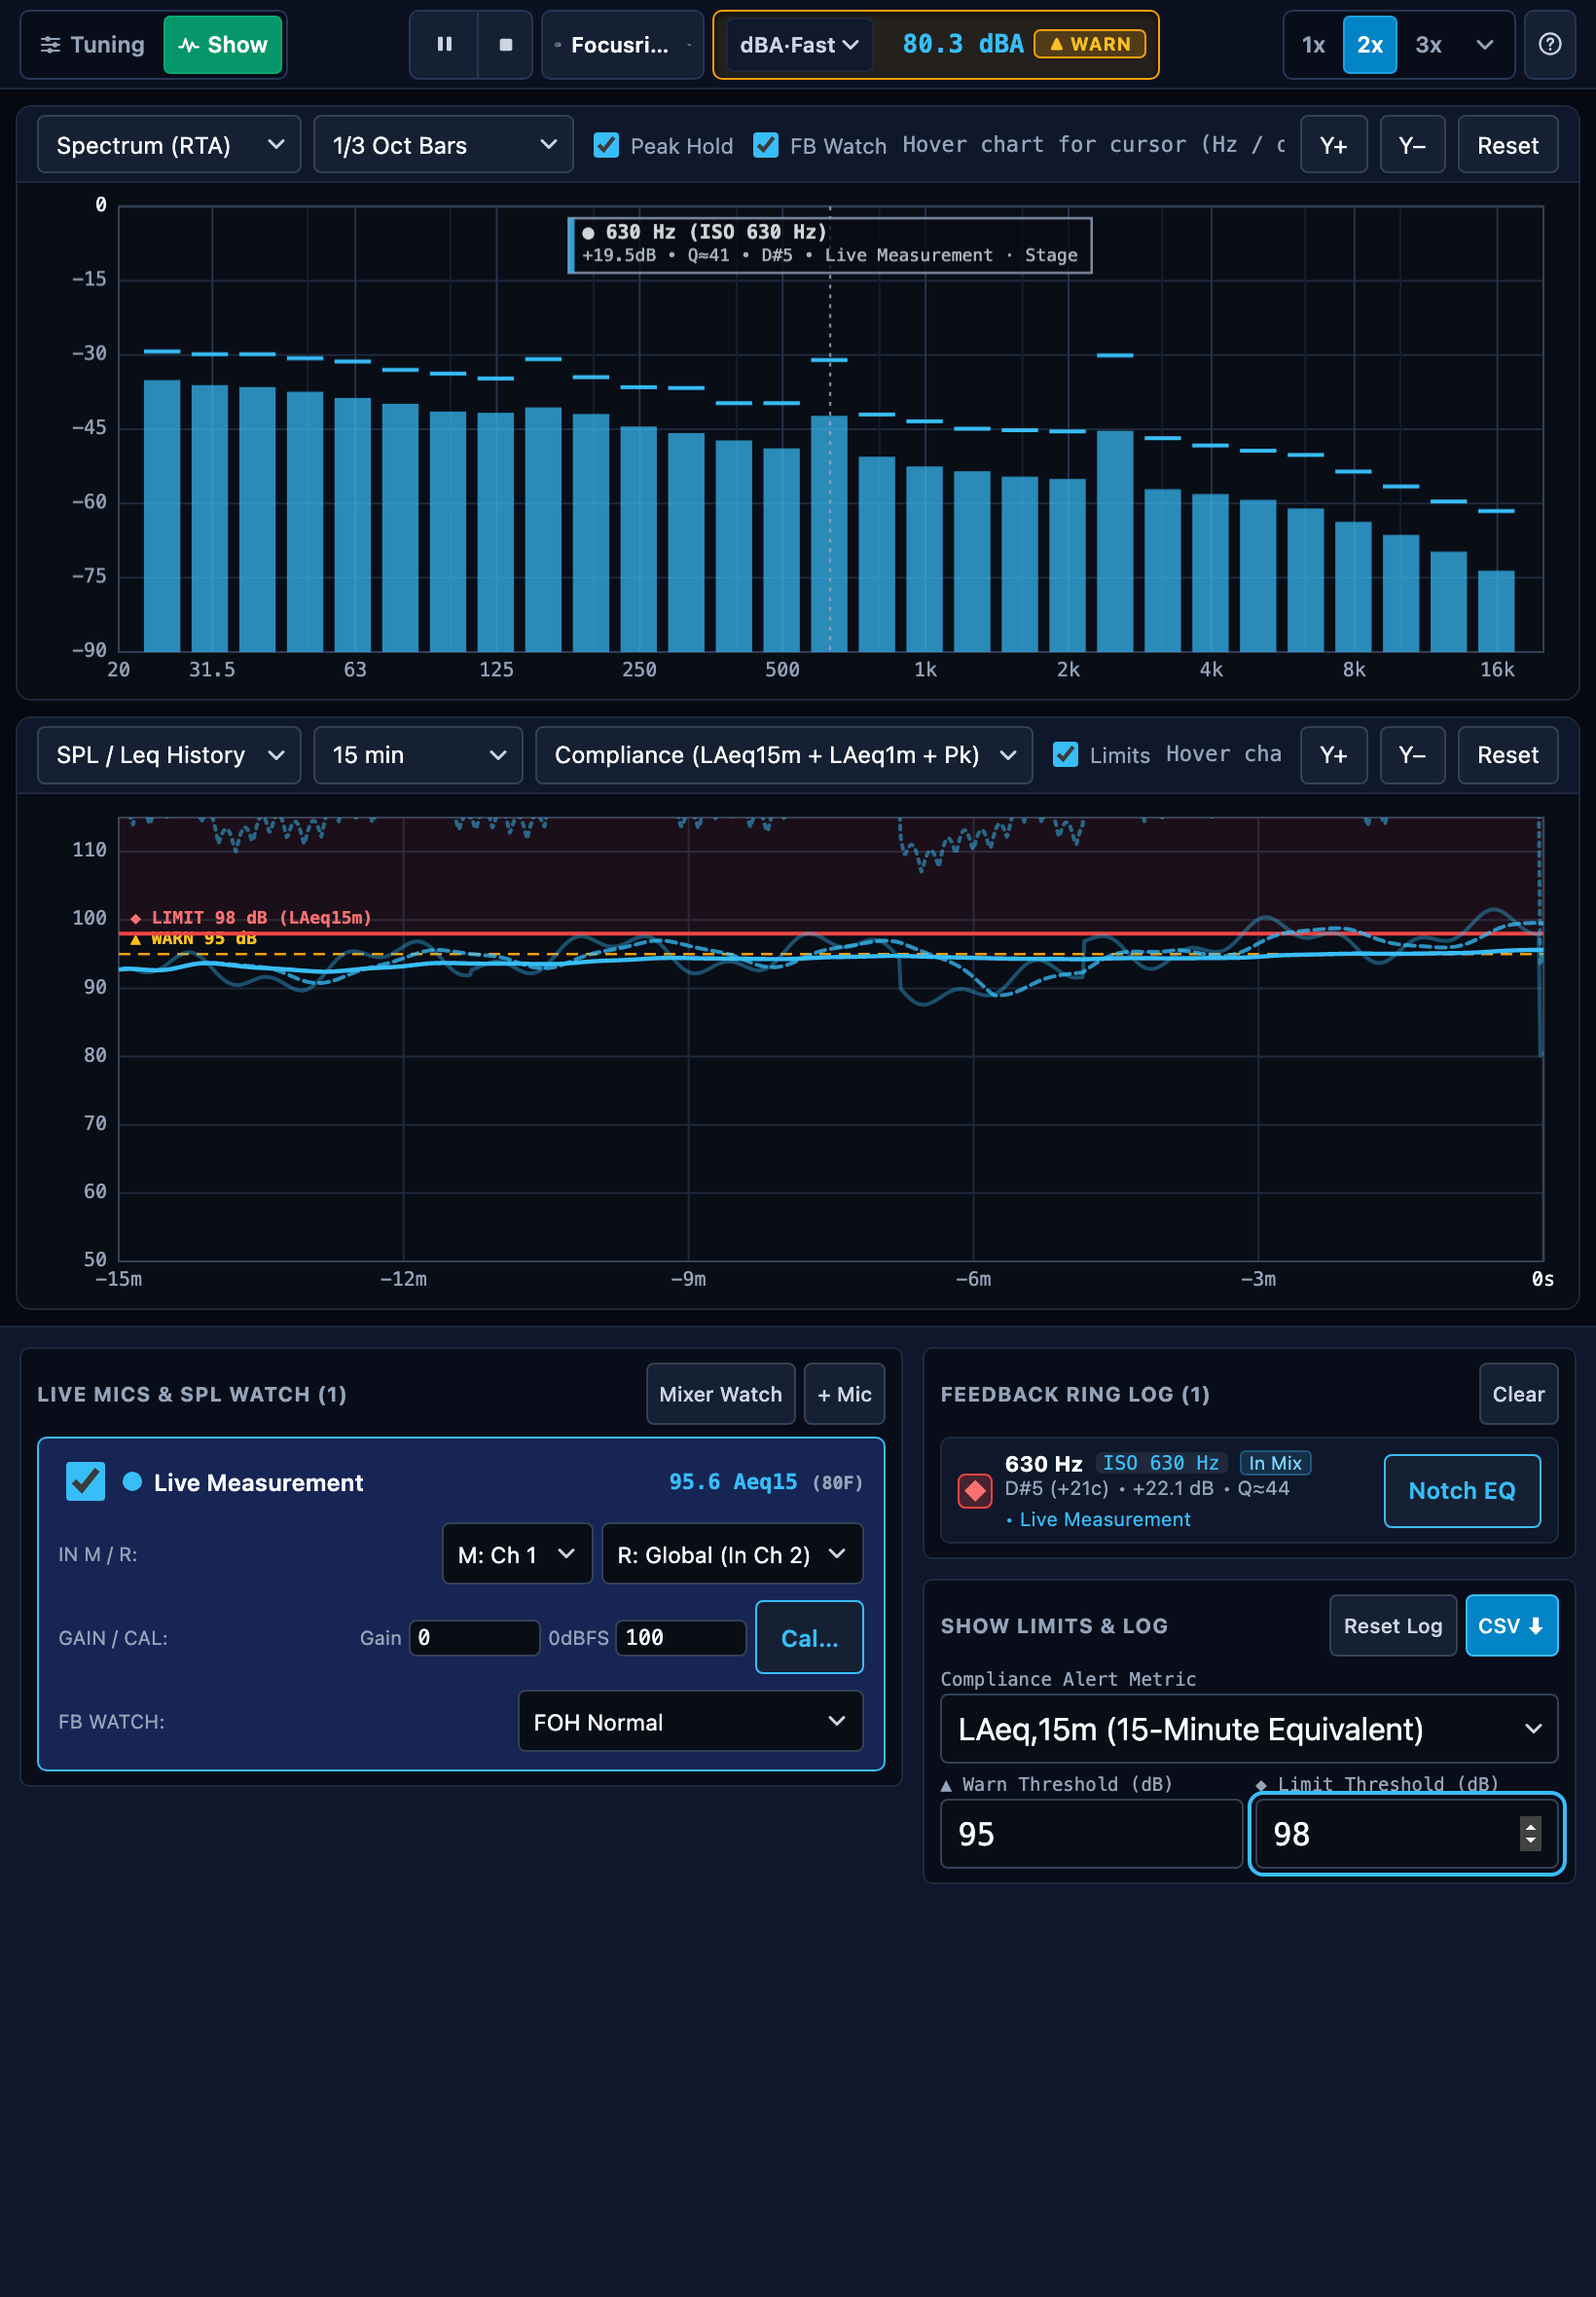 Tuning Show Focusri... dBA·Fast 80.3 dBA ▲ WARN 1x 2x 3x
Spectrum (RTA) 1/3 Oct Bars Peak Hold FB Watch Hover chart for cursor (Hz / Y+ Y− Reset
0
● 630 Hz (ISO 630 Hz)
+19.5dB • Q≈41 • D#5 • Live Measurement · Stage
−15
−30
−45
−60
−75
−90
20 31.5 63 125 250 500 1k 2k 4k 8k 16k
SPL / Leq History 15 min Compliance (LAeq15m + LAeq1m + Pk) Limits Hover cha Y+ Y− Reset
110
100
◆ LIMIT 98 dB (LAeq15m)
▲ WARN 95 dB
90
80
70
60
50
−15m −12m −9m −6m −3m 0s
LIVE MICS & SPL WATCH (1) Mixer Watch + Mic
Live Measurement 95.6 Aeq15 (80F)
IN M / R: M: Ch 1 R: Global (In Ch 2)
GAIN / CAL: Gain 0 0dBFS 100 Cal...
FB WATCH: FOH Normal
FEEDBACK RING LOG (1) Clear
630 Hz ISO 630 Hz In Mix
D#5 (+21c) • +22.1 dB • Q≈44
• Live Measurement
Notch EQ
SHOW LIMITS & LOG Reset Log CSV ⬇
Compliance Alert Metric
LAeq,15m (15-Minute Equivalent)
▲ Warn Threshold (dB) ◆ Limit Threshold (dB)
95 98